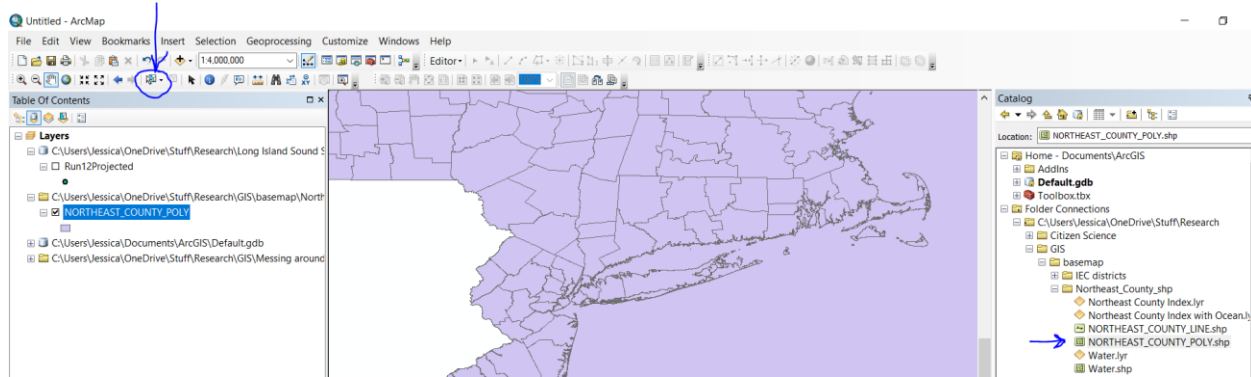 Untitled - ArcMap
File Edit View Bookmarks Insert Selection Geoprocessing Customize Windows Help
1:4,000,000
Editor
Table Of Contents
Layers
C:\Users\Jessica\OneDrive\Stuff\Research\Long Island Sound S
Run12Projected
C:\Users\Jessica\OneDrive\Stuff\Research\GIS\basemap\North
NORTHEAST_COUNTY_POLY
C:\Users\Jessica\Documents\ArcGIS\Default.gdb
C:\Users\Jessica\OneDrive\Stuff\Research\GIS\Messing around
Catalog
Location: NORTHEAST_COUNTY_POLY.shp
Home - Documents\ArcGIS
AddIns
Default.gdb
Toolbox.tbx
Folder Connections
C:\Users\Jessica\OneDrive\Stuff\Research
Citizen Science
GIS
basemap
IEC districts
Northeast_County_shp
Northeast County Index.lyr
Northeast County Index with Ocean.ly
NORTHEAST_COUNTY_LINE.shp
NORTHEAST_COUNTY_POLY.shp
Water.lyr
Water.shp